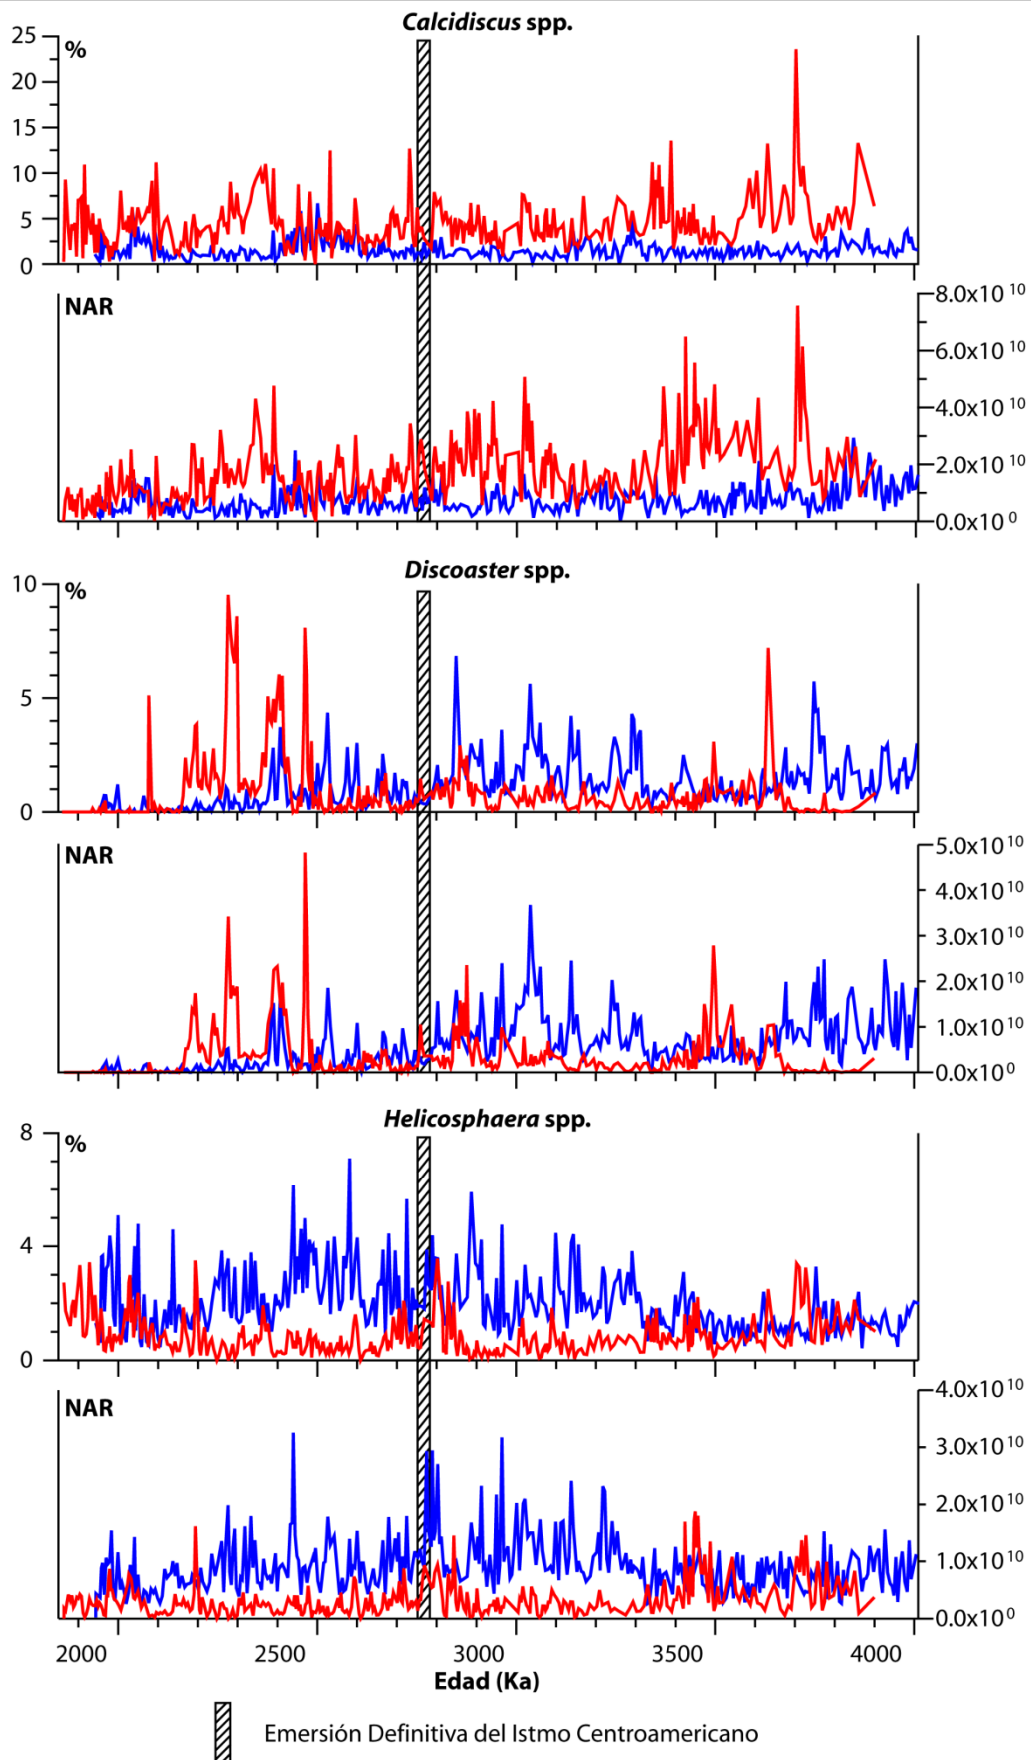 Calcidiscus spp.
25
%
20
15
10
5
0
NAR
8.0x10 10
6.0x10 10
4.0x10 10
2.0x10 10
0.0x10 0
Discoaster spp.
10
%
5
0
NAR
5.0x10 10
4.0x10 10
3.0x10 10
2.0x10 10
1.0x10 10
0.0x10 0
Helicosphaera spp.
8
%
4
0
NAR
4.0x10 10
3.0x10 10
2.0x10 10
1.0x10 10
0.0x10 0
2000 2500 3000 3500 4000
Edad (Ka)
Emersión Definitiva del Istmo Centroamericano